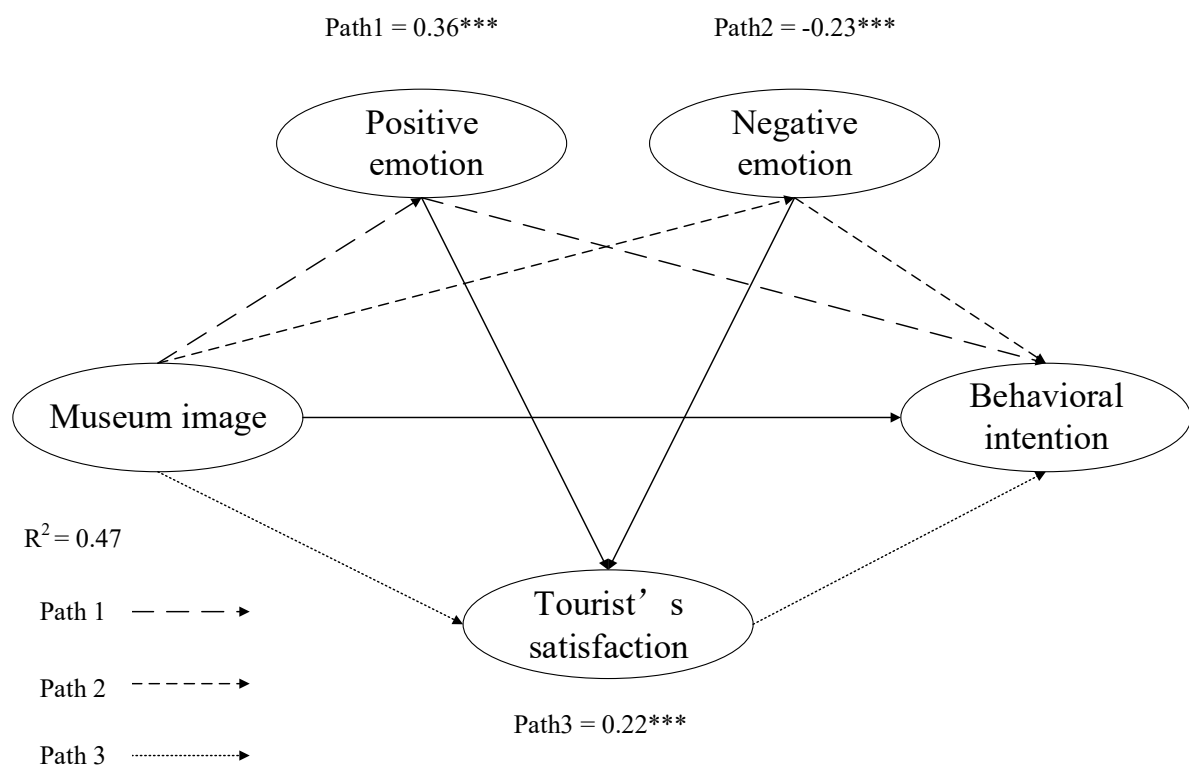 Path1 = 0.36***
Path2 = -0.23***
Positive
emotion
Negative
emotion
Museum image
Behavioral
intention
R² = 0.47
Tourist’ s
satisfaction
Path 1
Path 2
Path3 = 0.22***
Path 3